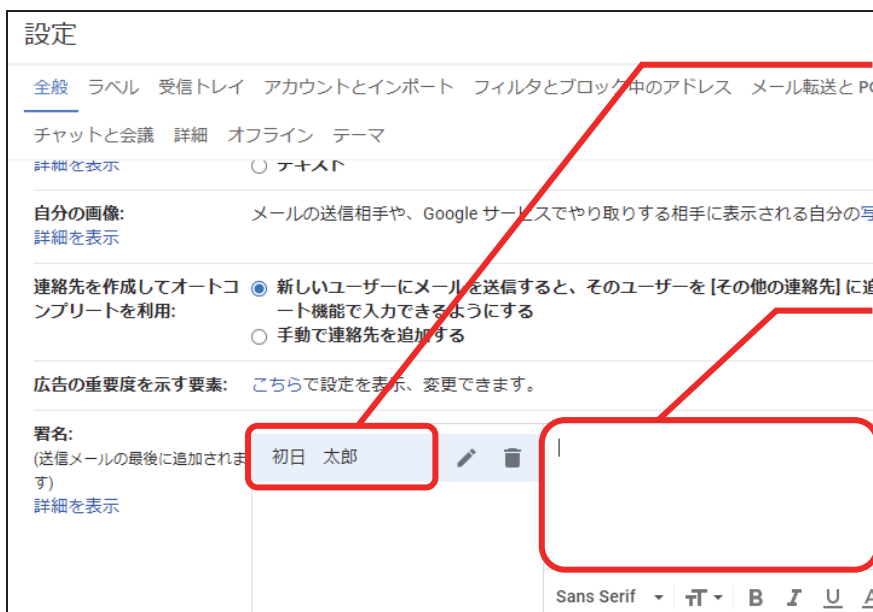 設定
全般 ラベル 受信トレイ アカウントとインポート フィルタとブロック中のアドレス メール転送と PO
チャットと会議 詳細 オフライン テーマ
詳細を表示 テキスト
自分の画像: メールの送信相手や、Google サービスでやり取りする相手に表示される自分の写
詳細を表示
連絡先を作成してオートコ 新しいユーザーにメールを送信すると、そのユーザーを [その他の連絡先] に追
ンプリートを利用: ート機能で入力できるようにする
手動で連絡先を追加する
広告の重要度を示す要素: こちらで設定を表示、変更できます。
署名:
(送信メールの最後に追加されま 初日 太郎
す)
詳細を表示
Sans Serif TT B I U A